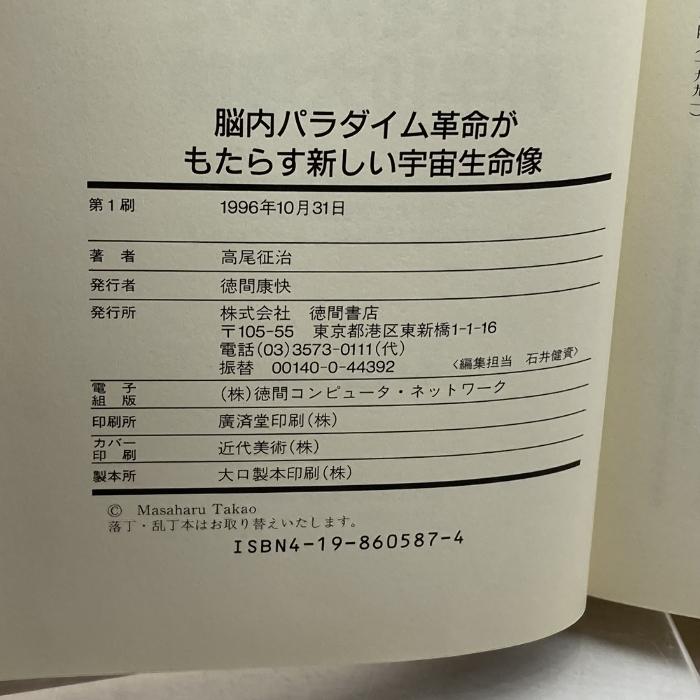 脳内パラダイム革命が
もたらす新しい宇宙生命像
第1刷 1996年10月31日
著者 高尾征治
発行者 徳間康快
発行所 株式会社 徳間書店
〒105-55 東京都港区東新橋1-1-16
電話(03)3573-0111(代)
振替 00140-0-44392 〈編集担当 石井健資〉
電子組版 (株)徳間コンピュータ・ネットワーク
印刷所 廣済堂印刷(株)
カバー印刷 近代美術(株)
製本所 大口製本印刷(株)
© Masaharu Takao
落丁・乱丁本はお取り替えいたします。
ISBN4-19-860587-4